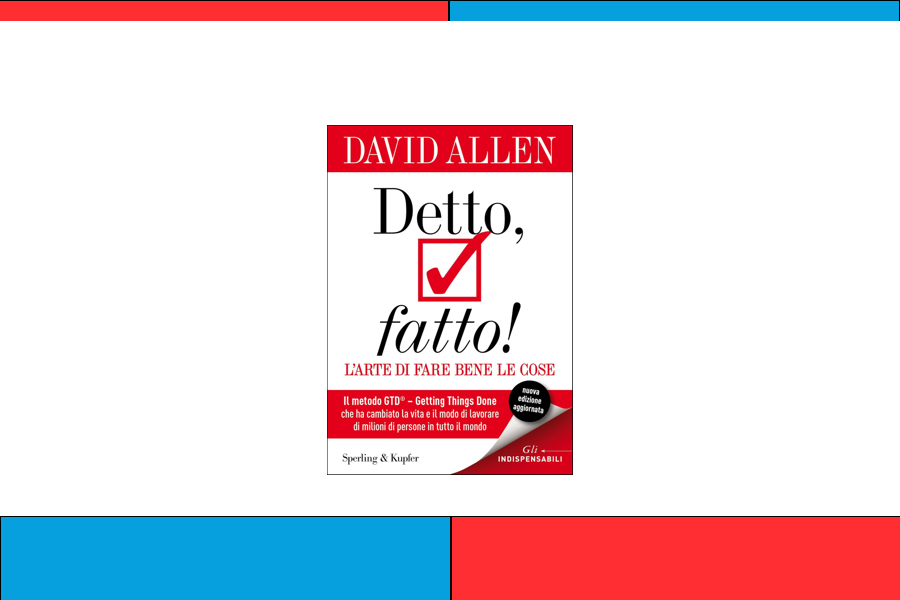 DAVID ALLEN
Detto,
fatto!
L'ARTE DI FARE BENE LE COSE
Il metodo GTD® – Getting Things Done
che ha cambiato la vita e il modo di lavorare
di milioni di persone in tutto il mondo
nuova
edizione
aggiornata
Sperling & Kupfer
Gli
INDISPENSABILI